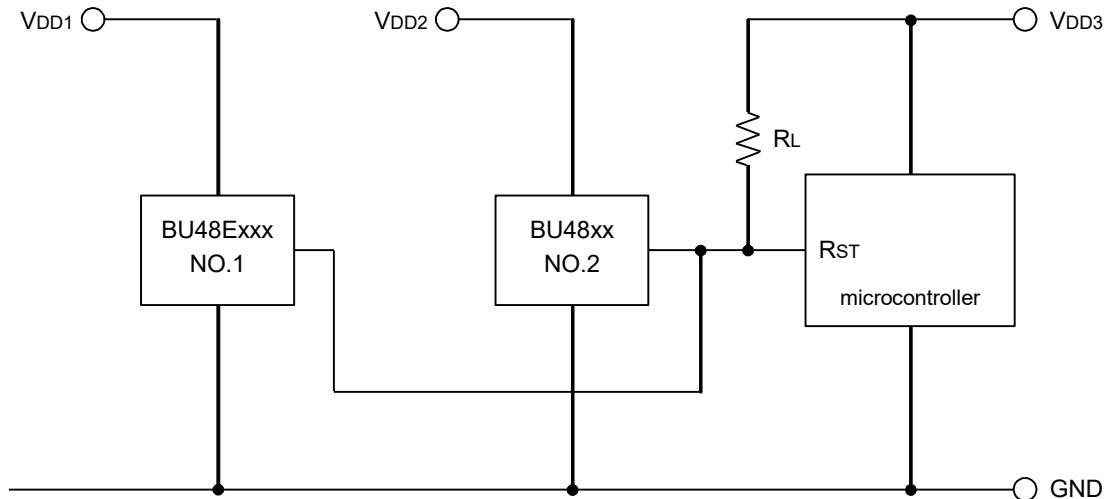 VDD1
VDD2
VDD3
RL
BU48Exxx
NO.1
BU48xx
NO.2
RST
microcontroller
GND